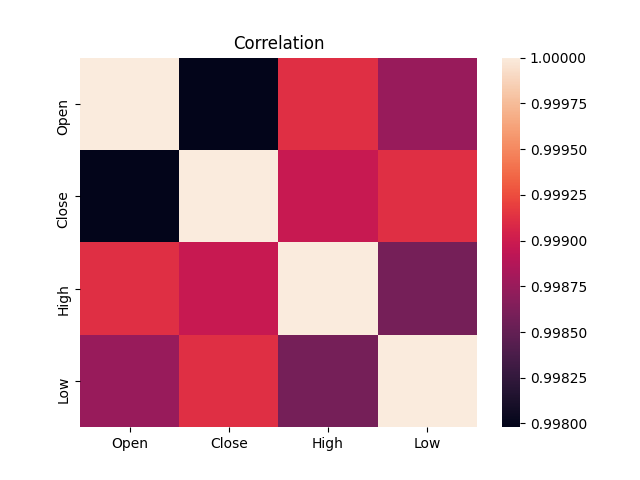 Correlation
Open
Close
High
Low
Open
Close
High
Low
1.00000
0.99975
0.99950
0.99925
0.99900
0.99875
0.99850
0.99825
0.99800